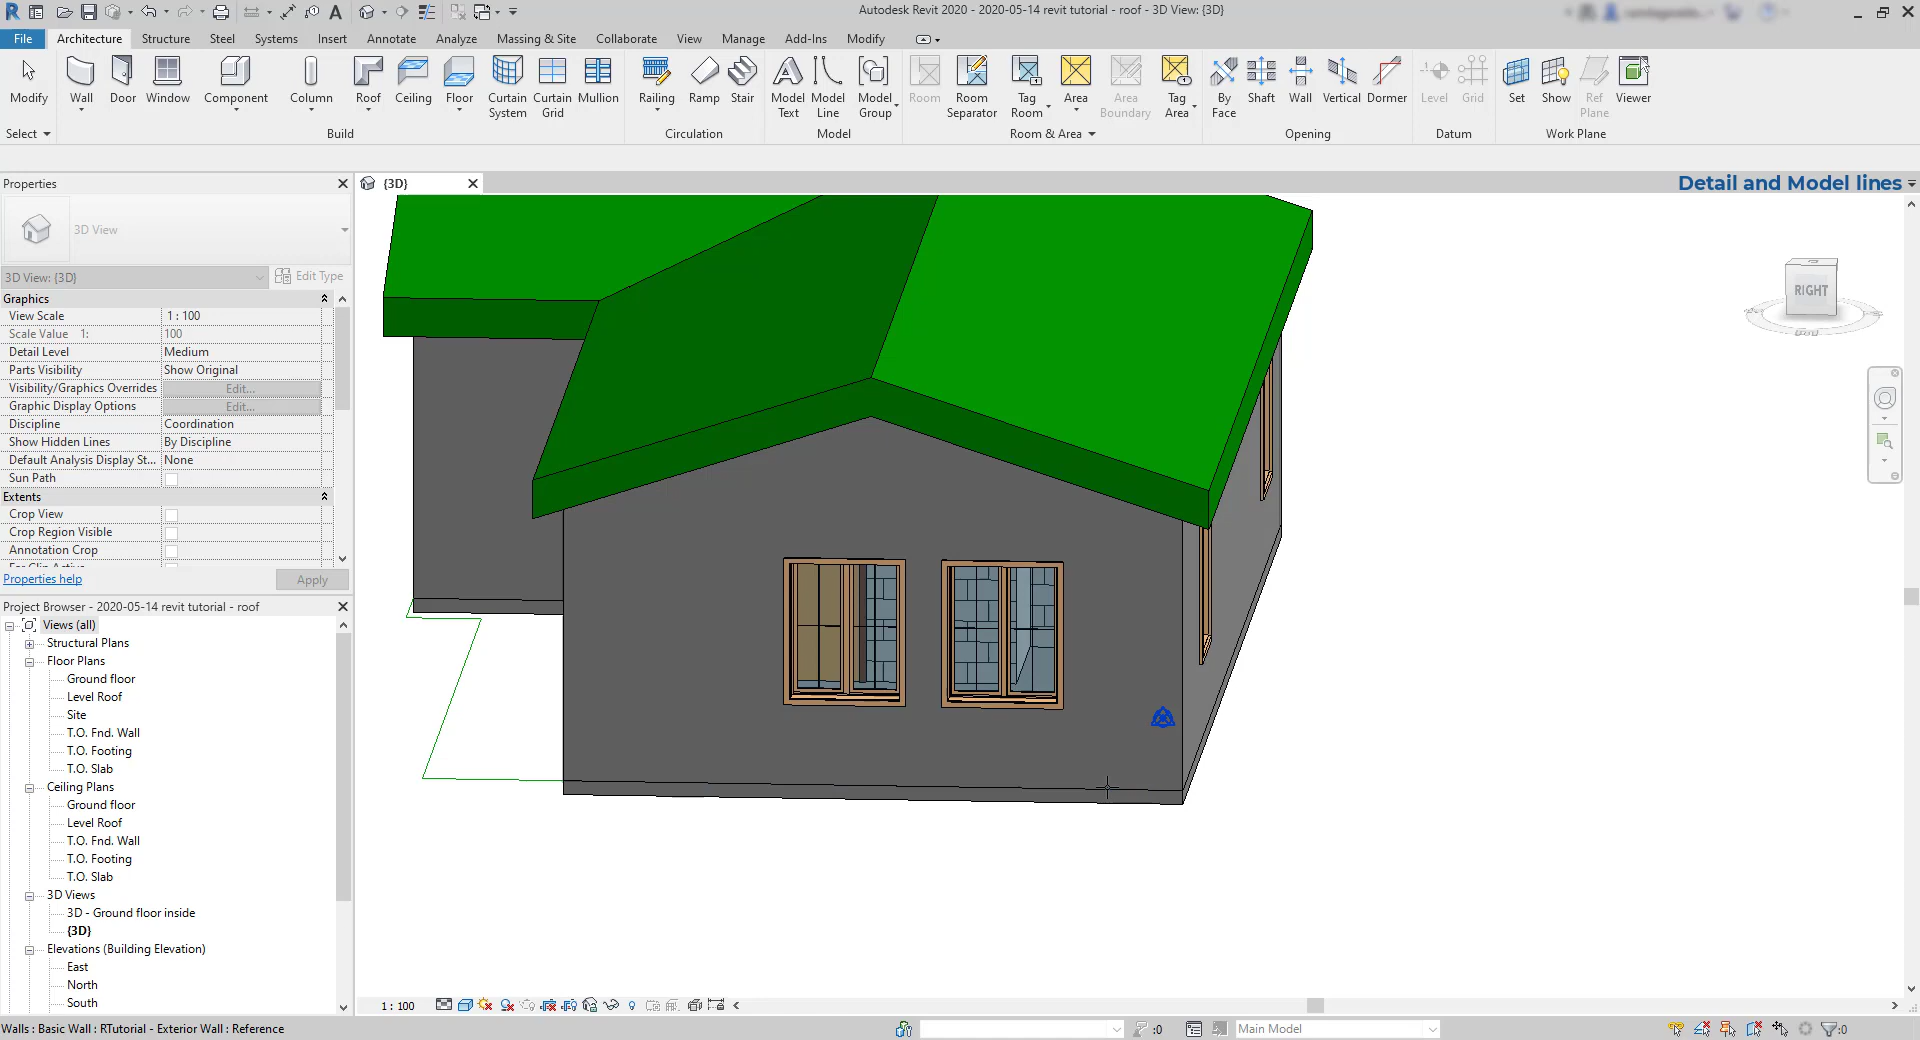 Autodesk Revit 2020 - 2020-05-14 revit tutorial - roof - 3D View: {3D}
File Architecture Structure Steel Systems Insert Annotate Analyze Massing & Site Collaborate View Manage Add-Ins Modify
Modify Wall Door Window Component Column Roof Ceiling Floor Curtain System Curtain Grid Mullion Railing Ramp Stair Model Text Model Line Model Group Room Room Separator Tag Room Area Area Boundary Tag Area By Face Shaft Wall Vertical Dormer Level Grid Set Show Ref Plane Viewer
Select Build Circulation Model Room & Area Opening Datum Work Plane
Properties
{3D}
Detail and Model lines
3D View
3D View: {3D} Edit Type
Graphics
View Scale 1 : 100
Scale Value 1: 100
Detail Level Medium
Parts Visibility Show Original
Visibility/Graphics Overrides Edit...
Graphic Display Options Edit...
Discipline Coordination
Show Hidden Lines By Discipline
Default Analysis Display St... None
Sun Path
Extents
Crop View
Crop Region Visible
Annotation Crop
Properties help Apply
Project Browser - 2020-05-14 revit tutorial - roof
Views (all)
Structural Plans
Floor Plans
Ground floor
Level Roof
Site
T.O. Fnd. Wall
T.O. Footing
T.O. Slab
Ceiling Plans
Ground floor
Level Roof
T.O. Fnd. Wall
T.O. Footing
T.O. Slab
3D Views
3D - Ground floor inside
{3D}
Elevations (Building Elevation)
East
North
South
RIGHT
1 : 100
Walls : Basic Wall : RTutorial - Exterior Wall : Reference
:0
Main Model
:0